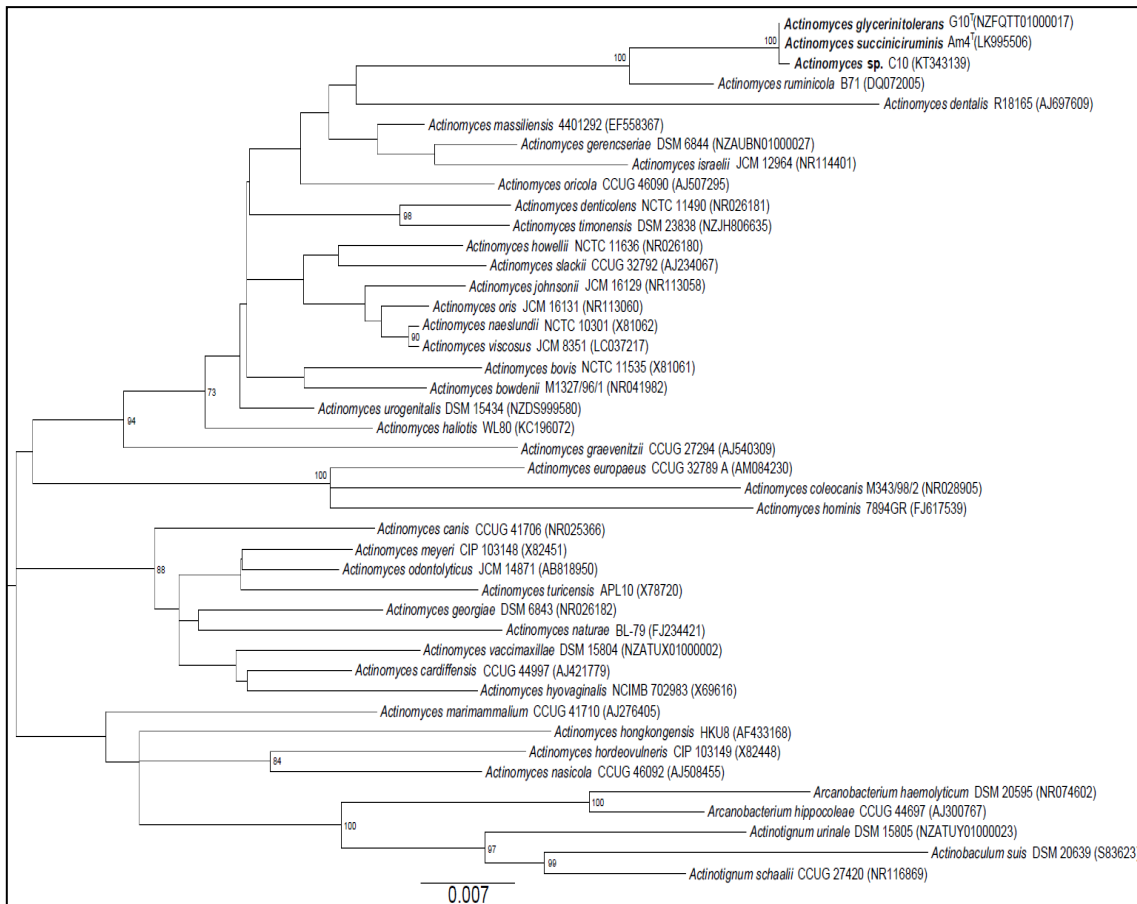 Actinomyces glycerinitolerans G10T(NZFQTT01000017)
100
Actinomyces succiniciruminis Am4T(LK995506)
Actinomyces sp. C10 (KT343139)
100
Actinomyces ruminicola B71 (DQ072005)
Actinomyces dentalis R18165 (AJ697609)
Actinomyces massiliensis 4401292 (EF558367)
Actinomyces gerencseriae DSM 6844 (NZAUBN01000027)
Actinomyces israelii JCM 12964 (NR114401)
Actinomyces oricola CCUG 46090 (AJ507295)
Actinomyces denticolens NCTC 11490 (NR026181)
98
Actinomyces timonensis DSM 23838 (NZJH806635)
Actinomyces howellii NCTC 11636 (NR026180)
Actinomyces slackii CCUG 32792 (AJ234067)
Actinomyces johnsonii JCM 16129 (NR113058)
Actinomyces oris JCM 16131 (NR113060)
Actinomyces naeslundii NCTC 10301 (X81062)
90
Actinomyces viscosus JCM 8351 (LC037217)
Actinomyces bovis NCTC 11535 (X81061)
Actinomyces bowdenii M1327/96/1 (NR041982)
73
Actinomyces urogenitalis DSM 15434 (NZDS999580)
94
Actinomyces haliotis WL80 (KC196072)
Actinomyces graevenitzii CCUG 27294 (AJ540309)
Actinomyces europaeus CCUG 32789 A (AM084230)
100
Actinomyces coleocanis M343/98/2 (NR028905)
Actinomyces hominis 7894GR (FJ617539)
Actinomyces canis CCUG 41706 (NR025366)
Actinomyces meyeri CIP 103148 (X82451)
88
Actinomyces odontolyticus JCM 14871 (AB818950)
Actinomyces turicensis APL10 (X78720)
Actinomyces georgiae DSM 6843 (NR026182)
Actinomyces naturae BL-79 (FJ234421)
Actinomyces vaccimaxillae DSM 15804 (NZATUX01000002)
Actinomyces cardiffensis CCUG 44997 (AJ421779)
Actinomyces hyovaginalis NCIMB 702983 (X69616)
Actinomyces marimammalium CCUG 41710 (AJ276405)
Actinomyces hongkongensis HKU8 (AF433168)
Actinomyces hordeovulneris CIP 103149 (X82448)
84
Actinomyces nasicola CCUG 46092 (AJ508455)
Arcanobacterium haemolyticum DSM 20595 (NR074602)
100
Arcanobacterium hippocoleae CCUG 44697 (AJ300767)
100
Actinotignum urinale DSM 15805 (NZATUY01000023)
97
Actinobaculum suis DSM 20639 (S83623)
99
Actinotignum schaalii CCUG 27420 (NR116869)
0.007